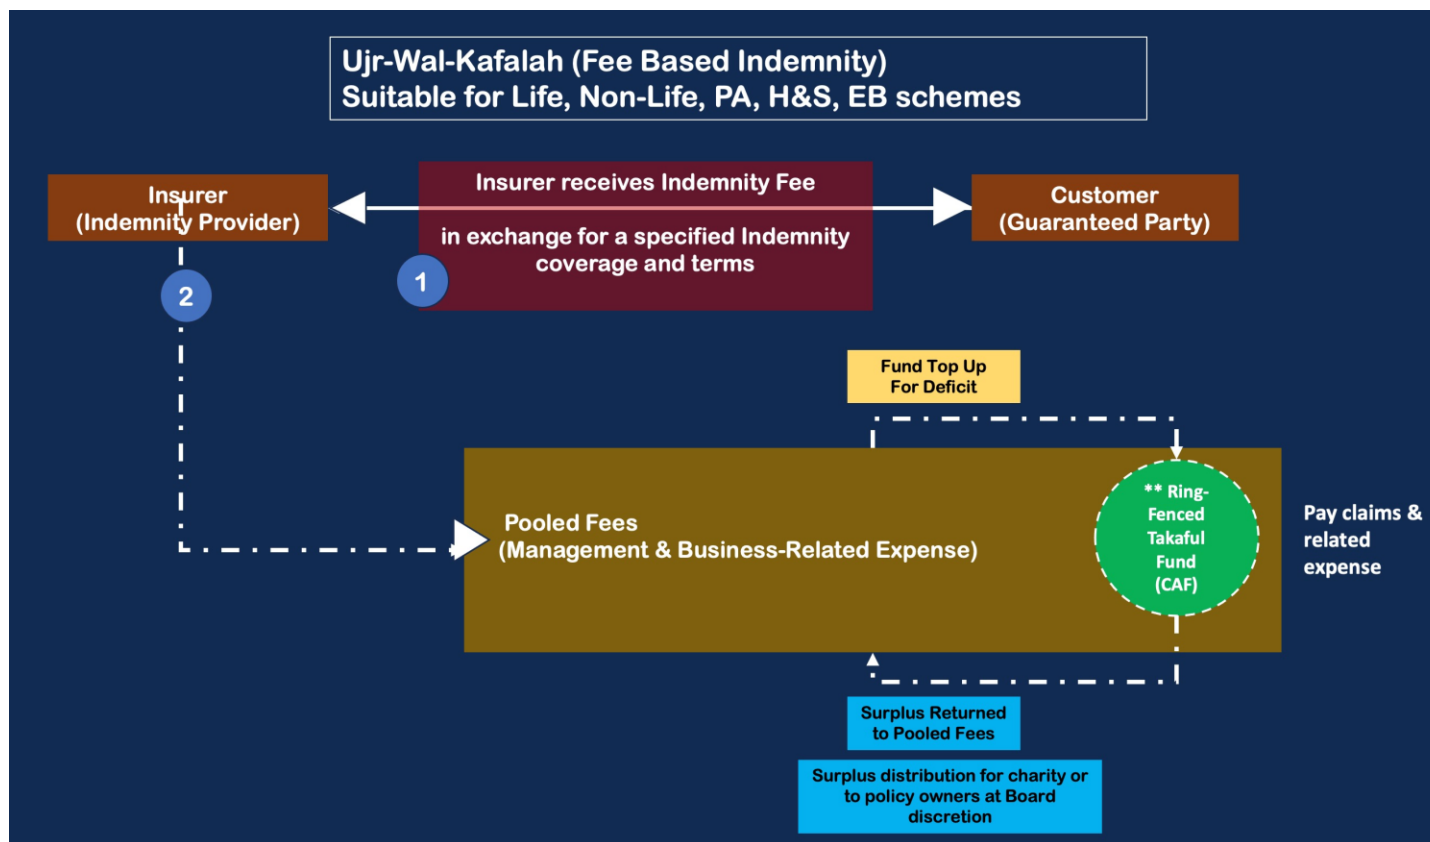 Ujr-Wal-Kafalah (Fee Based Indemnity)
Suitable for Life, Non-Life, PA, H&S, EB schemes
Insurer
(Indemnity Provider)
Insurer receives Indemnity Fee
in exchange for a specified Indemnity
coverage and terms
Customer
(Guaranteed Party)
1
2
Fund Top Up
For Deficit
Pooled Fees
(Management & Business-Related Expense)
** Ring-
Fenced
Takaful
Fund
(CAF)
Pay claims &
related
expense
Surplus Returned
to Pooled Fees
Surplus distribution for charity or
to policy owners at Board
discretion